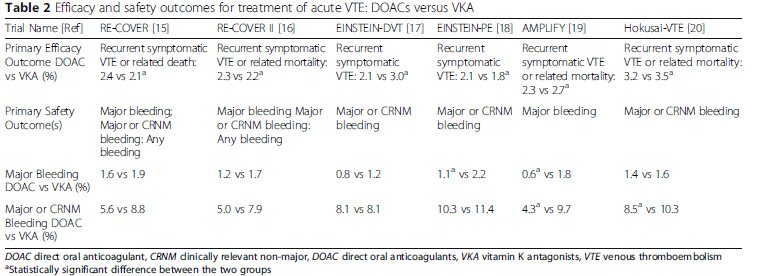 Table 2 Efficacy and safety outcomes for treatment of acute VTE: DOACs versus VKA
Trial Name [Ref] RE-COVER [15] RE-COVER II [16] EINSTEIN-DVT [17] EINSTEIN-PE [18] AMPLIFY [19] Hokusai-VTE [20]
Primary Efficacy Outcome DOAC vs VKA (%)
Recurrent symptomatic VTE or related death: 2.4 vs 2.1a
Recurrent symptomatic VTE or related mortality: 2.3 vs 2.2a
Recurrent symptomatic VTE: 2.1 vs 3.0a
Recurrent symptomatic VTE: 2.1 vs 1.8a
Recurrent symptomatic VTE or related mortality: 2.3 vs 2.7a
Recurrent symptomatic VTE or related mortality: 3.2 vs 3.5a
Primary Safety Outcome(s)
Major bleeding; Major or CRNM bleeding: Any bleeding
Major bleeding Major or CRNM bleeding: Any bleeding
Major or CRNM bleeding
Major or CRNM bleeding
Major bleeding
Major or CRNM bleeding
Major Bleeding DOAC vs VKA (%)
1.6 vs 1.9
1.2 vs 1.7
0.8 vs 1.2
1.1a vs 2.2
0.6a vs 1.8
1.4 vs 1.6
Major or CRNM Bleeding DOAC vs VKA (%)
5.6 vs 8.8
5.0 vs 7.9
8.1 vs 8.1
10.3 vs 11.4
4.3a vs 9.7
8.5a vs 10.3
DOAC direct oral anticoagulant, CRNM clinically relevant non-major, DOAC direct oral anticoagulants, VKA vitamin K antagonists, VTE venous thromboembolism
aStatistically significant difference between the two groups